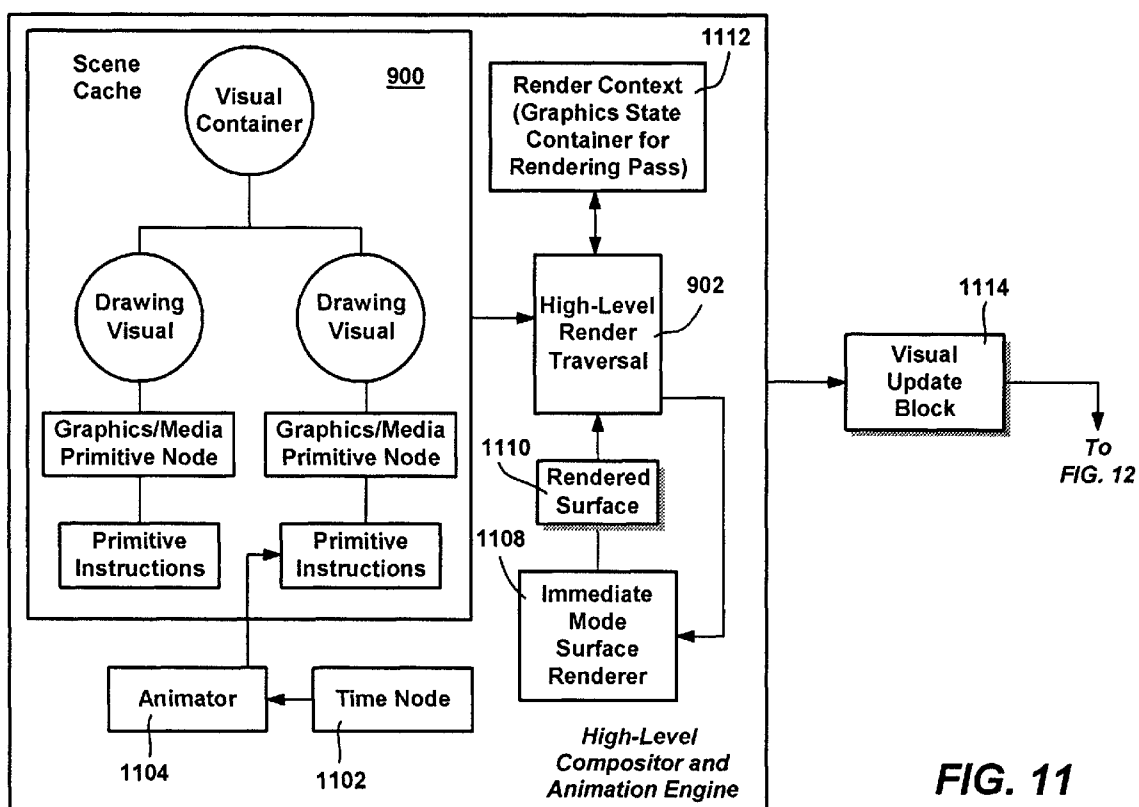 Scene
Cache
900
Visual
Container
Drawing
Visual
Drawing
Visual
Graphics/Media
Primitive Node
Graphics/Media
Primitive Node
Primitive
Instructions
Primitive
Instructions
Animator
1104
Time Node
1102
1112
Render Context
(Graphics State
Container for
Rendering Pass)
902
High-Level
Render
Traversal
1110
Rendered
Surface
1108
Immediate
Mode
Surface
Renderer
High-Level
Compositor and
Animation Engine
1114
Visual
Update
Block
To
FIG. 12
FIG. 11